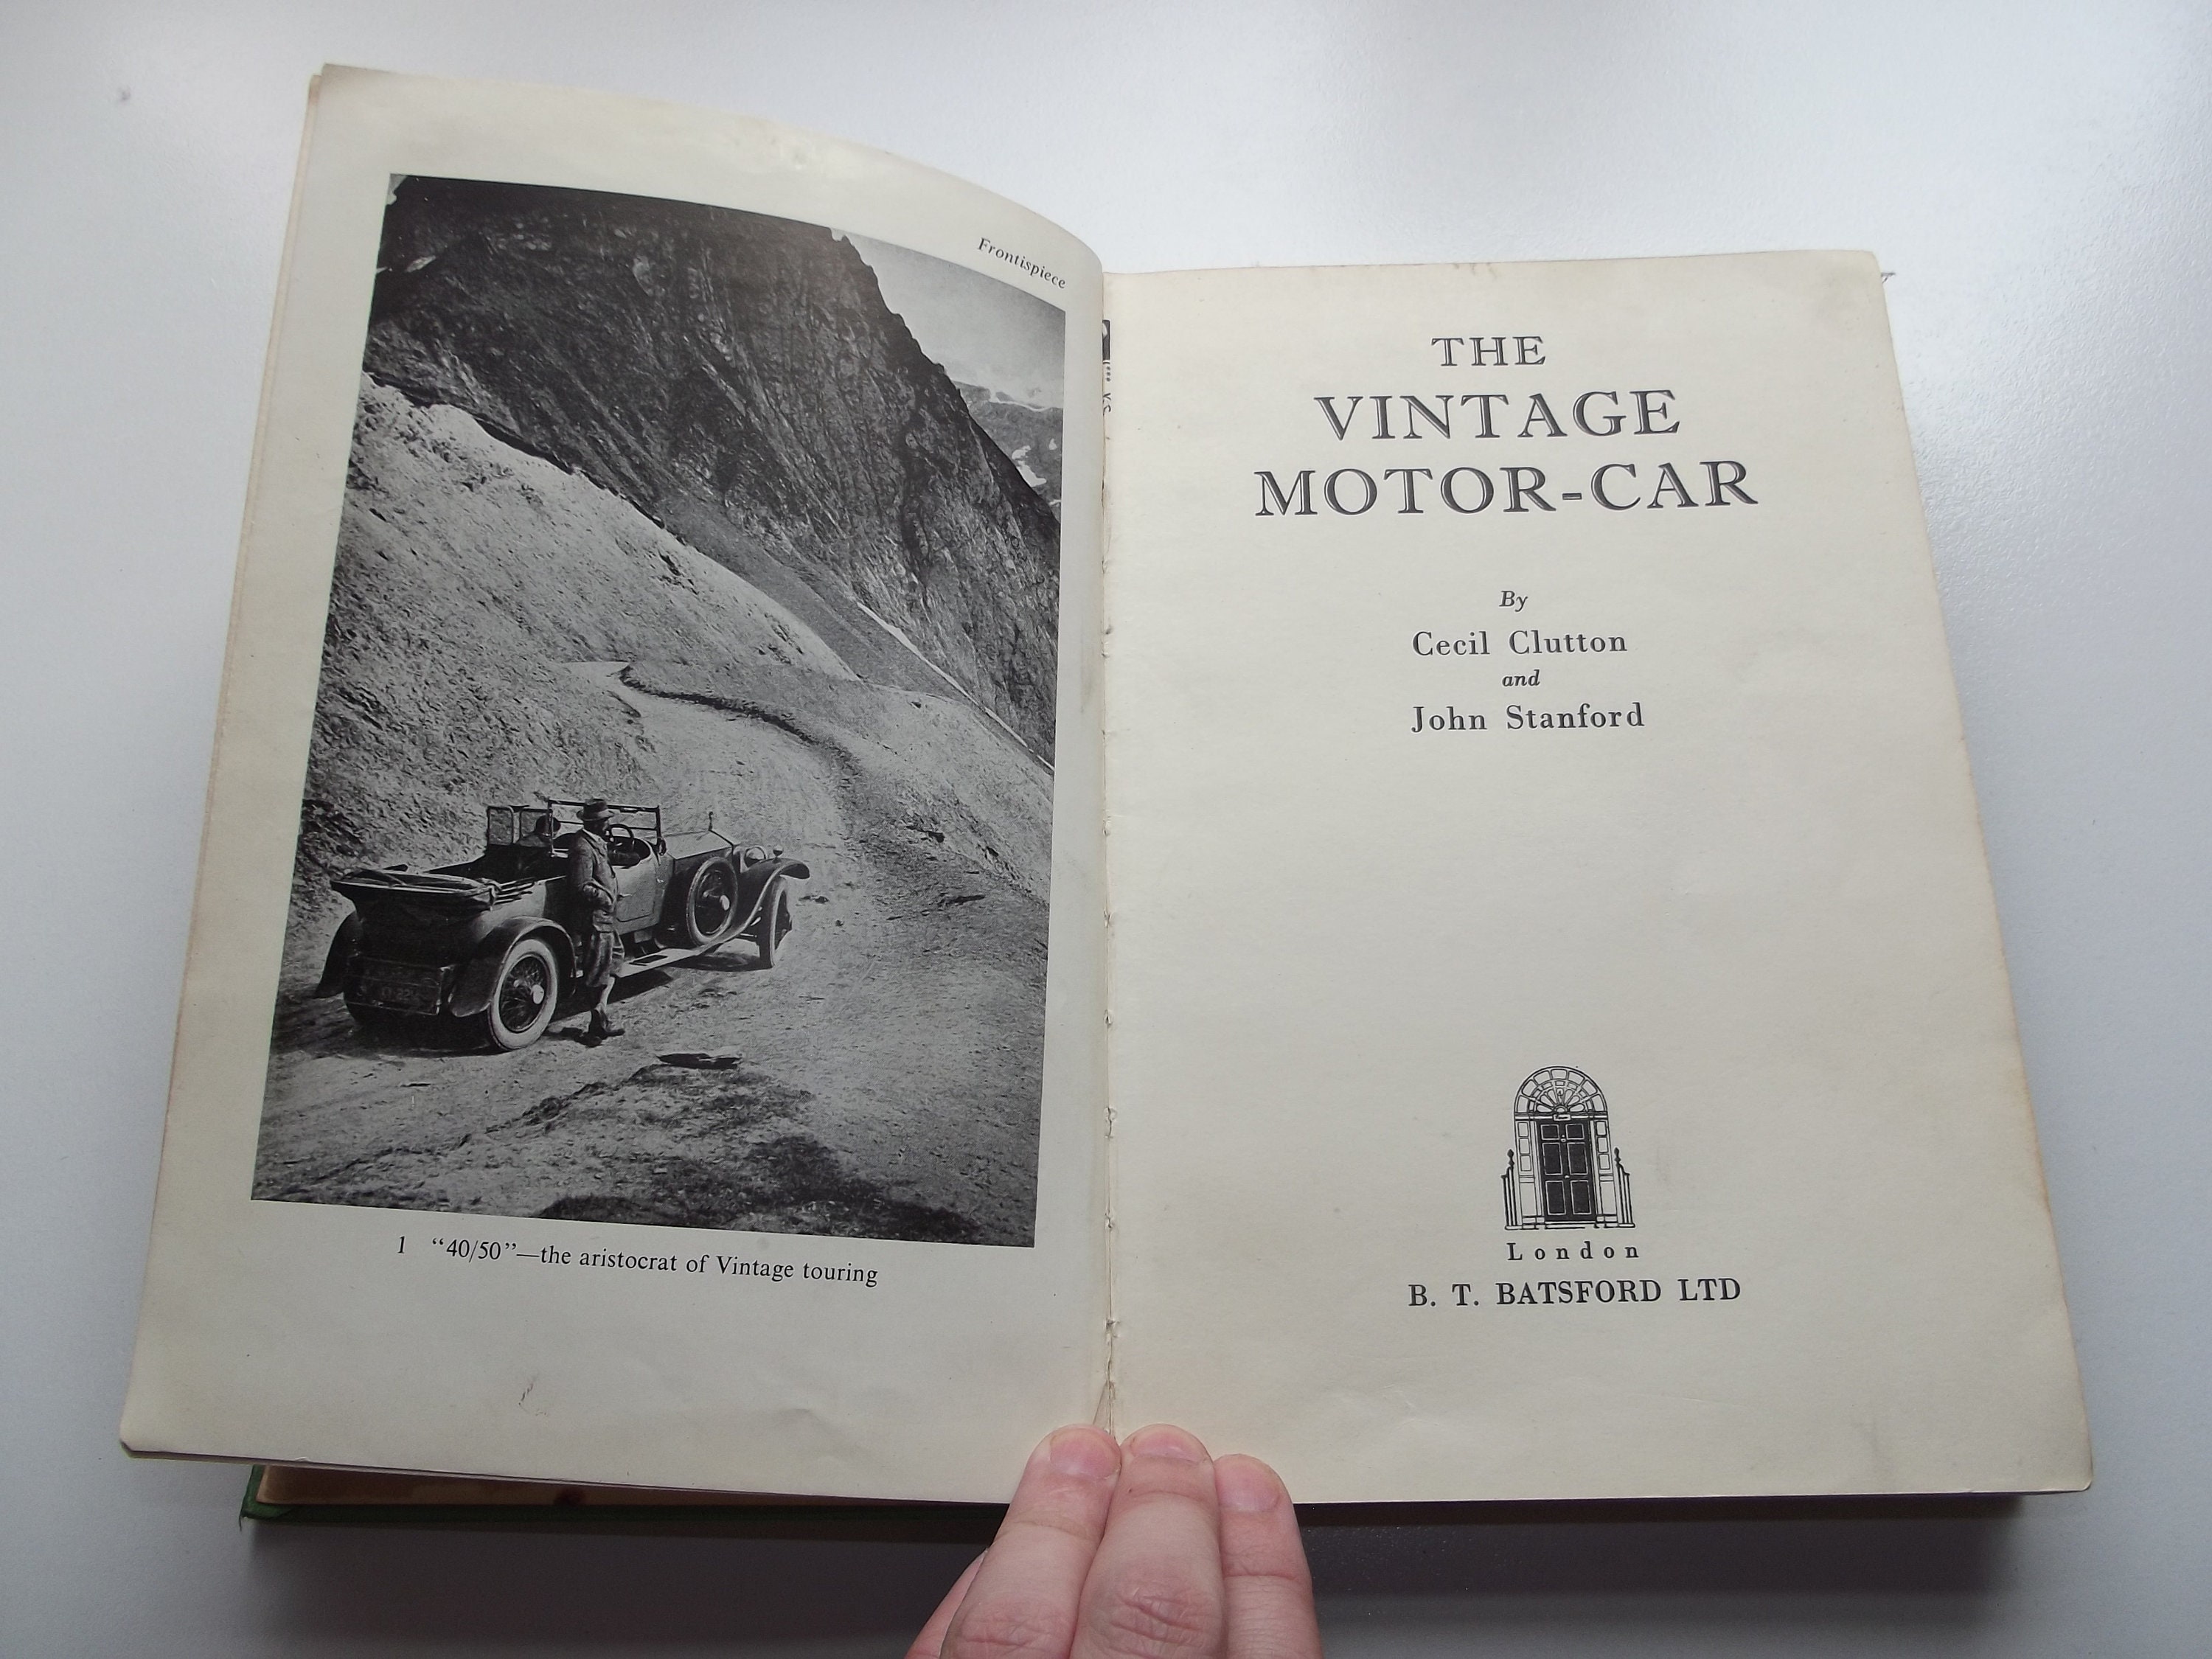 Frontispiece
1 “40/50”—the aristocrat of Vintage touring
THE
VINTAGE
MOTOR-CAR
By
Cecil Clutton
and
John Stanford
London
B. T. BATSFORD LTD